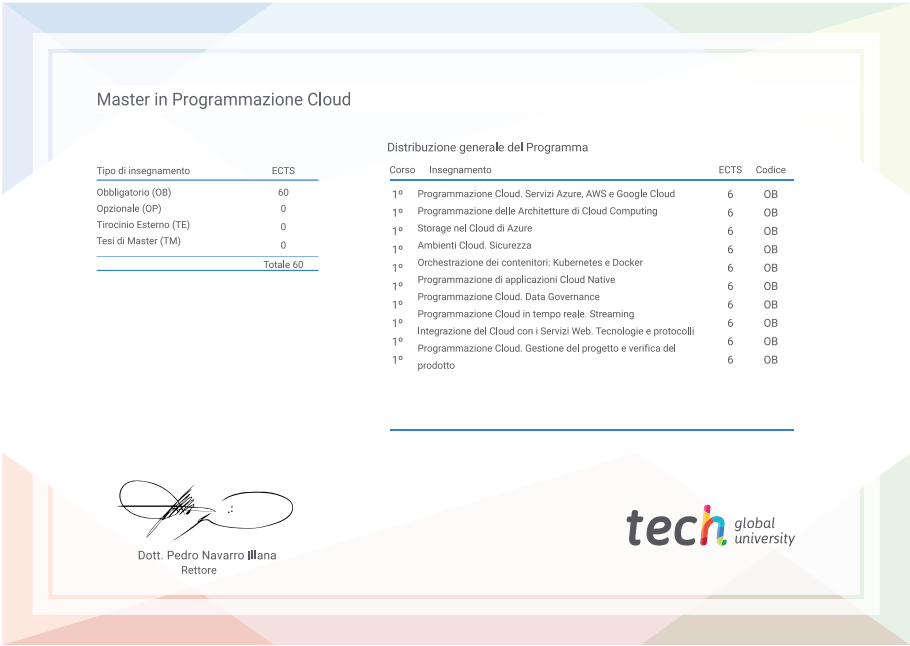 Master in Programmazione Cloud
Tipo di insegnamento ECTS
Obbligatorio (OB) 60
Opzionale (OP) 0
Tirocinio Esterno (TE) 0
Tesi di Master (TM) 0
Totale 60
Distribuzione generale del Programma
Corso Insegnamento ECTS Codice
1º Programmazione Cloud. Servizi Azure, AWS e Google Cloud 6 OB
1º Programmazione delle Architetture di Cloud Computing 6 OB
1º Storage nel Cloud di Azure 6 OB
1º Ambienti Cloud. Sicurezza 6 OB
1º Orchestrazione dei contenitori: Kubernetes e Docker 6 OB
1º Programmazione di applicazioni Cloud Native 6 OB
1º Programmazione Cloud. Data Governance 6 OB
1º Programmazione Cloud in tempo reale. Streaming 6 OB
1º Integrazione del Cloud con i Servizi Web. Tecnologie e protocolli 6 OB
1º Programmazione Cloud. Gestione del progetto e verifica del 6 OB
prodotto
Dott. Pedro Navarro Illana
Rettore
tech global
university